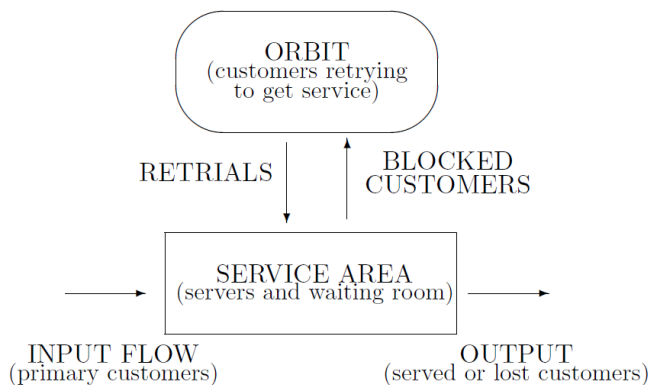 ORBIT
(customers retrying
to get service)
RETRIALS
BLOCKED
CUSTOMERS
SERVICE AREA
(servers and waiting room)
INPUT FLOW
(primary customers)
OUTPUT
(served or lost customers)